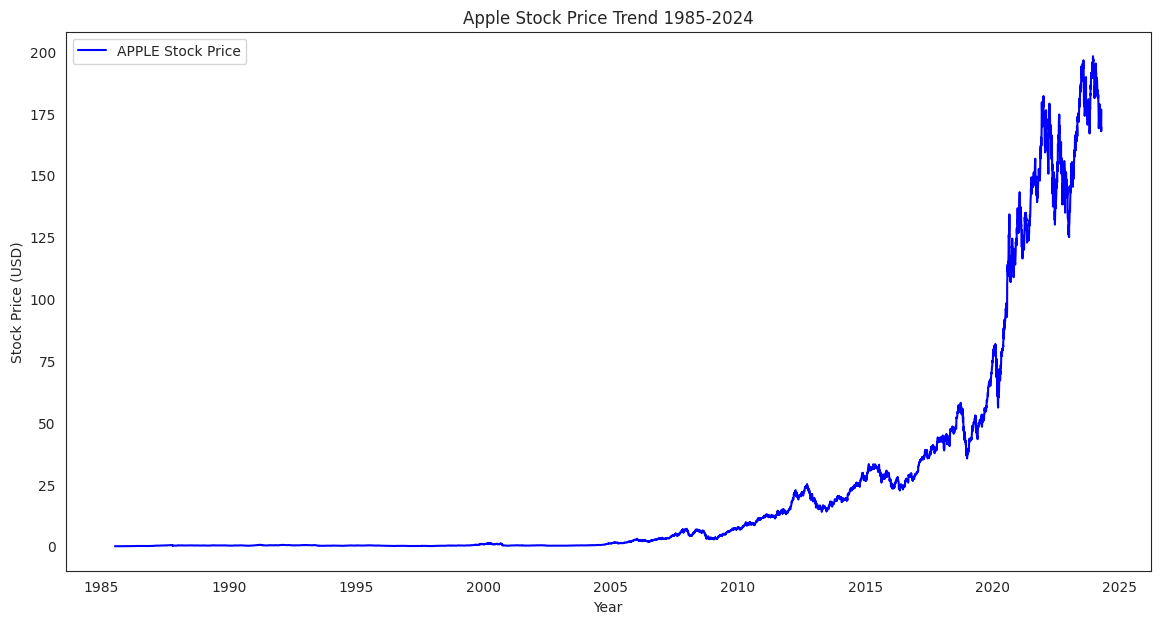 Apple Stock Price Trend 1985-2024
APPLE Stock Price
200
175
150
125
100
75
50
25
0
Stock Price (USD)
1985 1990 1995 2000 2005 2010 2015 2020 2025
Year